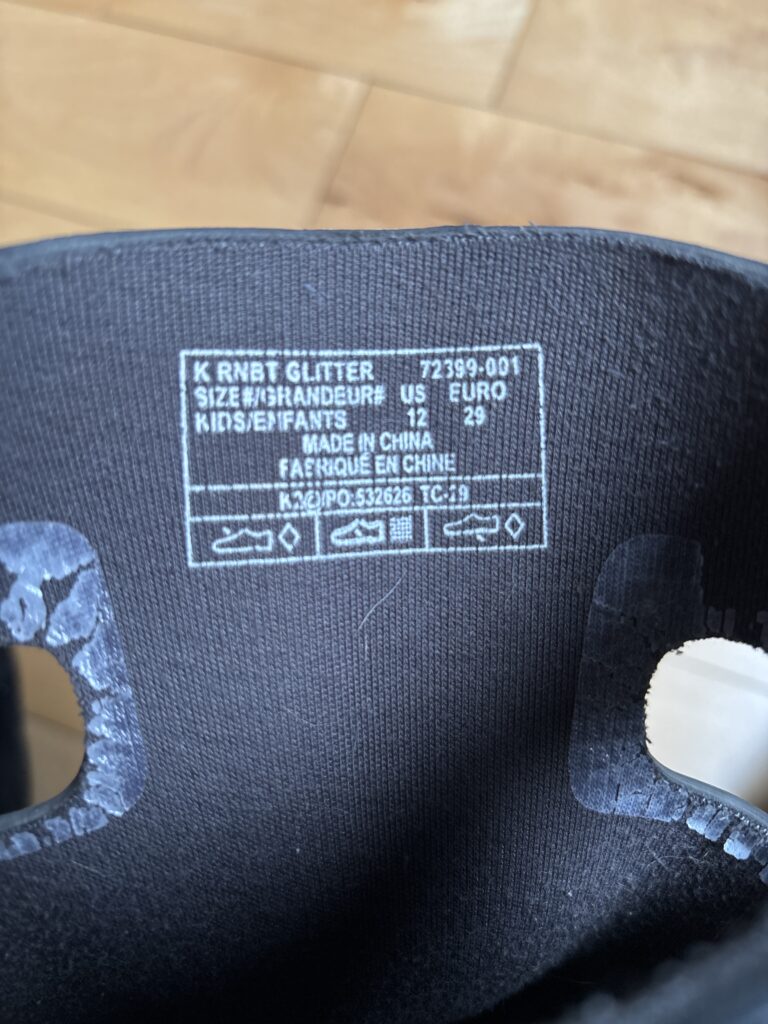 K RNBT GLITTER 72399-001
SIZE#/GRANDEUR# US EURO
KIDS/ENFANTS 12 29
MADE IN CHINA
FABRIQUÉ EN CHINE
/PO:532626 TC-29